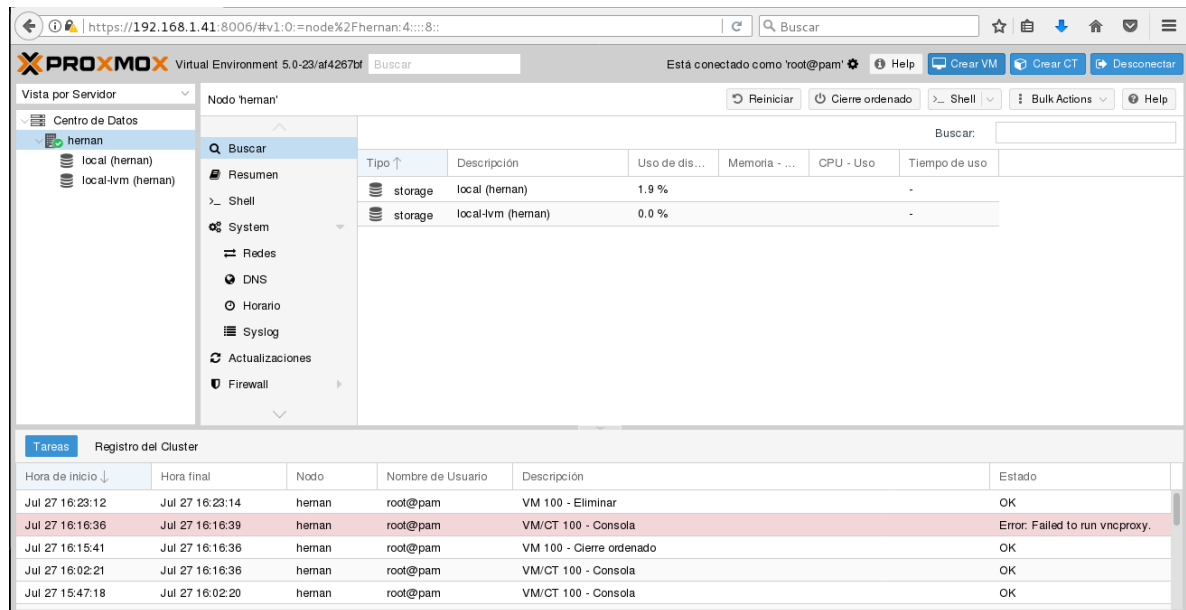 https://192.168.1.41:8006/#v1:0:=node%2Fhernan:4::::8::
Buscar
PROXMOX Virtual Environment 5.0-23/af4267bf Buscar Está conectado como 'root@pam' Help Crear VM Crear CT Desconectar
Vista por Servidor
Nodo 'hernan' Reiniciar Cierre ordenado >_ Shell Bulk Actions Help
Centro de Datos
hernan
local (hernan)
local-lvm (hernan)
Buscar
Resumen
>_ Shell
System
Redes
DNS
Horario
Syslog
Actualizaciones
Firewall
Buscar:
Tipo Descripción Uso de dis... Memoria - ... CPU - Uso Tiempo de uso
storage local (hernan) 1.9 % -
storage local-lvm (hernan) 0.0 % -
Tareas Registro del Cluster
Hora de inicio Hora final Nodo Nombre de Usuario Descripción Estado
Jul 27 16:23:12 Jul 27 16:23:14 hernan root@pam VM 100 - Eliminar OK
Jul 27 16:16:36 Jul 27 16:16:39 hernan root@pam VM/CT 100 - Consola Error: Failed to run vncproxy.
Jul 27 16:15:41 Jul 27 16:16:36 hernan root@pam VM 100 - Cierre ordenado OK
Jul 27 16:02:21 Jul 27 16:16:36 hernan root@pam VM/CT 100 - Consola OK
Jul 27 15:47:18 Jul 27 16:02:20 hernan root@pam VM/CT 100 - Consola OK